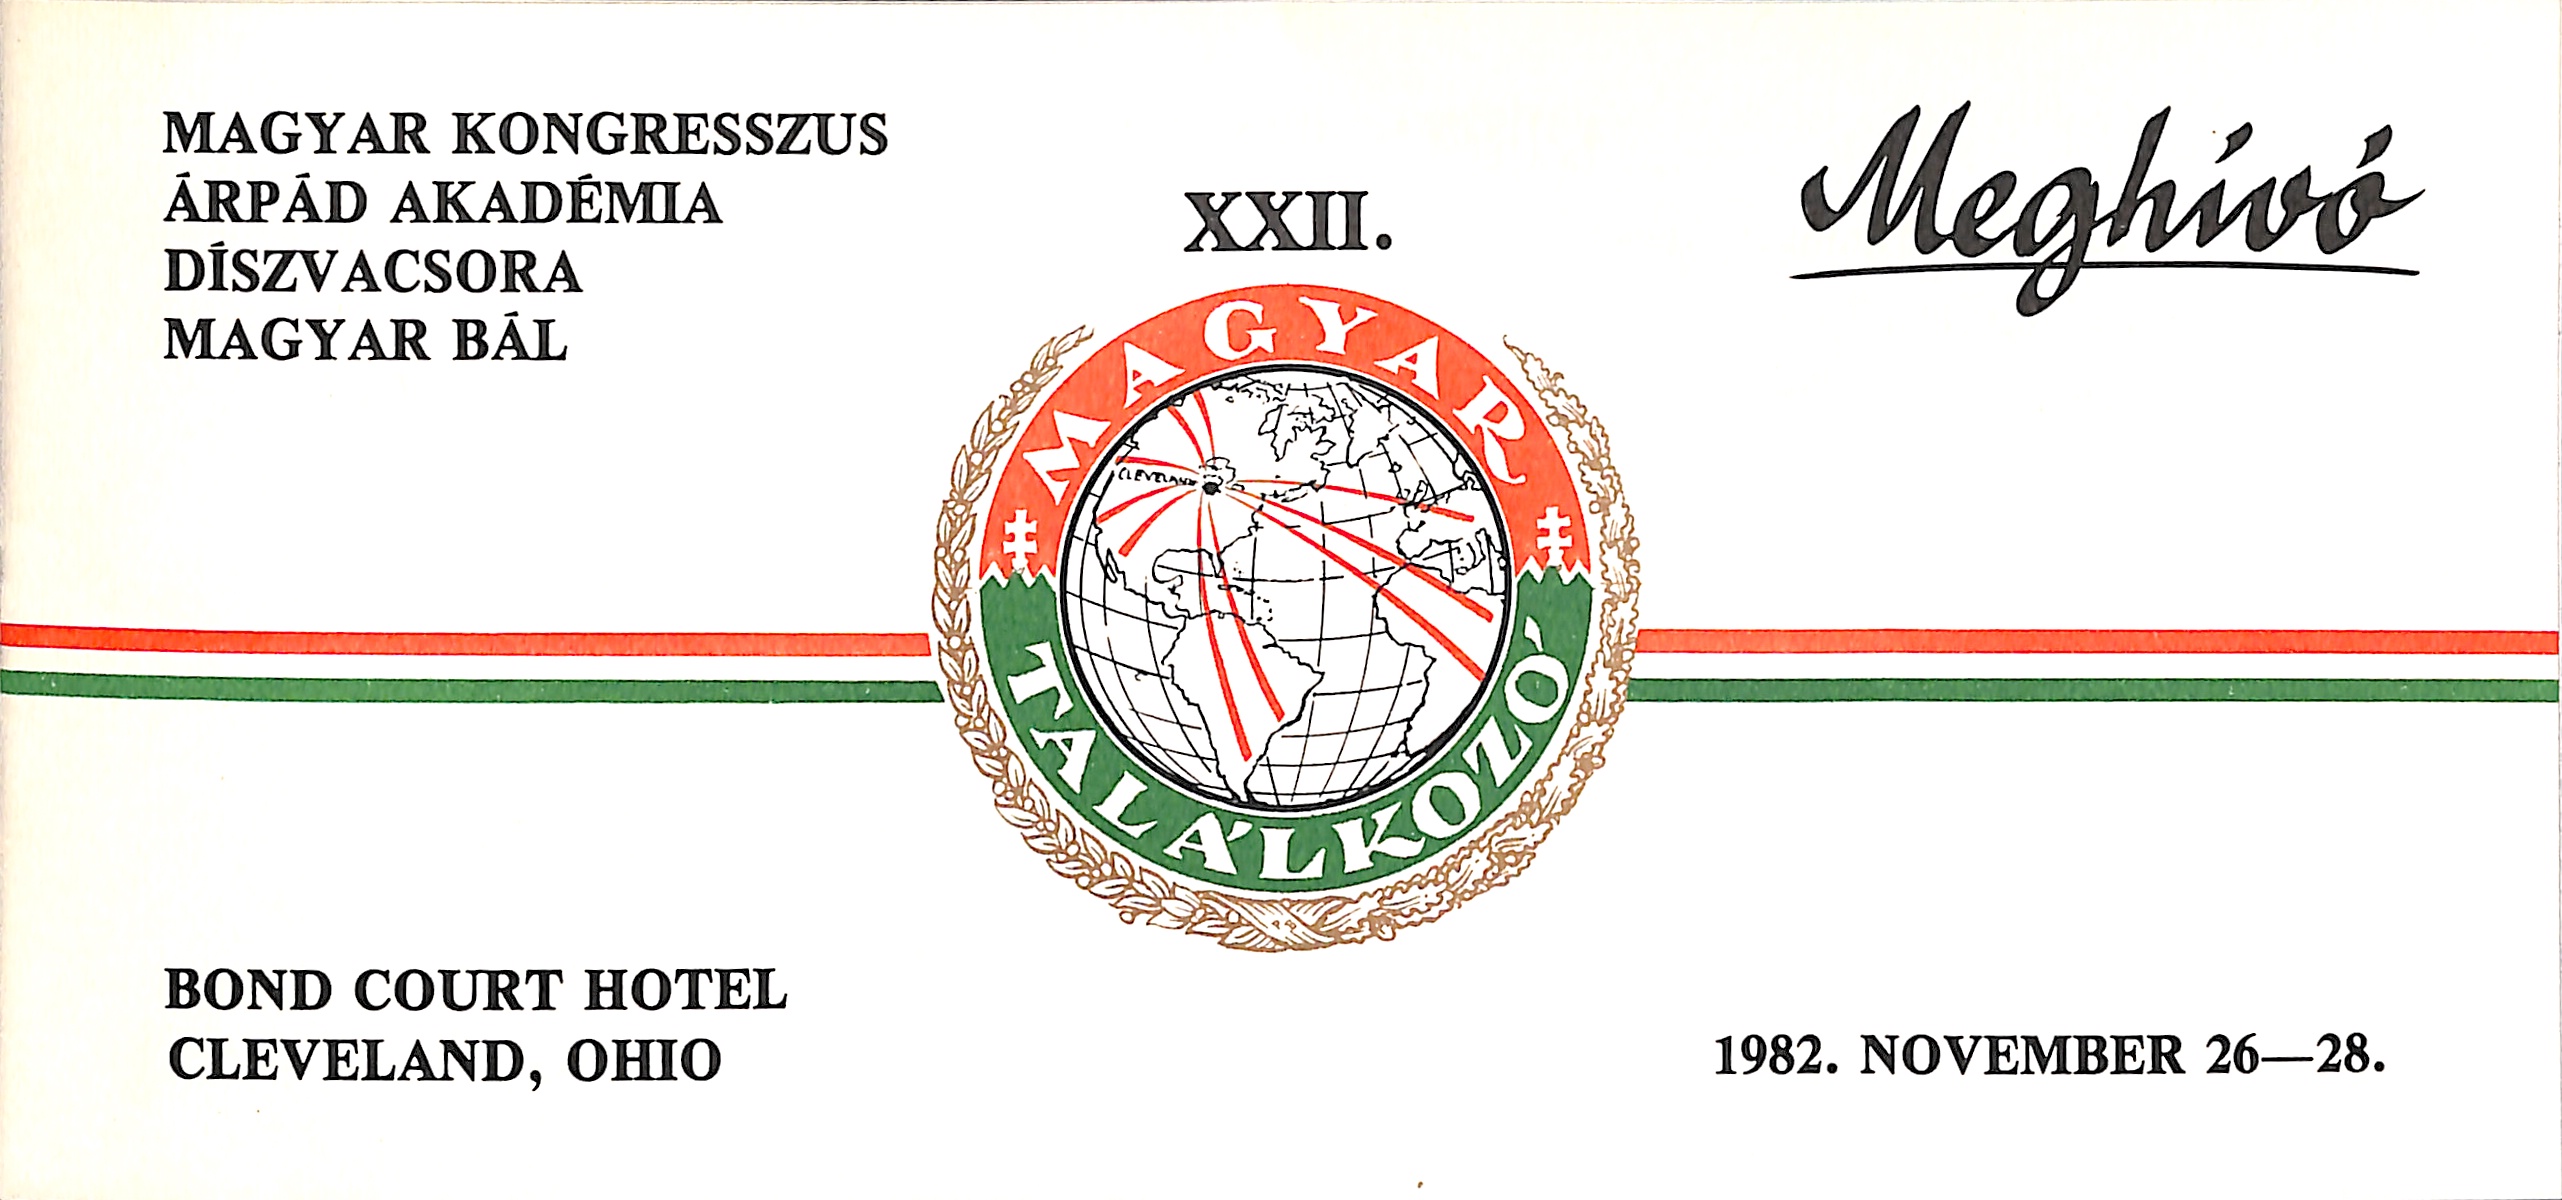 MAGYAR KONGRESSZUS
ÁRPÁD AKADÉMIA
DÍSZVACSORA
MAGYAR BÁL
XXII.
Meghívó
MAGYAR
CLEVELAND
TALÁLKOZÓ
BOND COURT HOTEL
CLEVELAND, OHIO
1982. NOVEMBER 26—28.